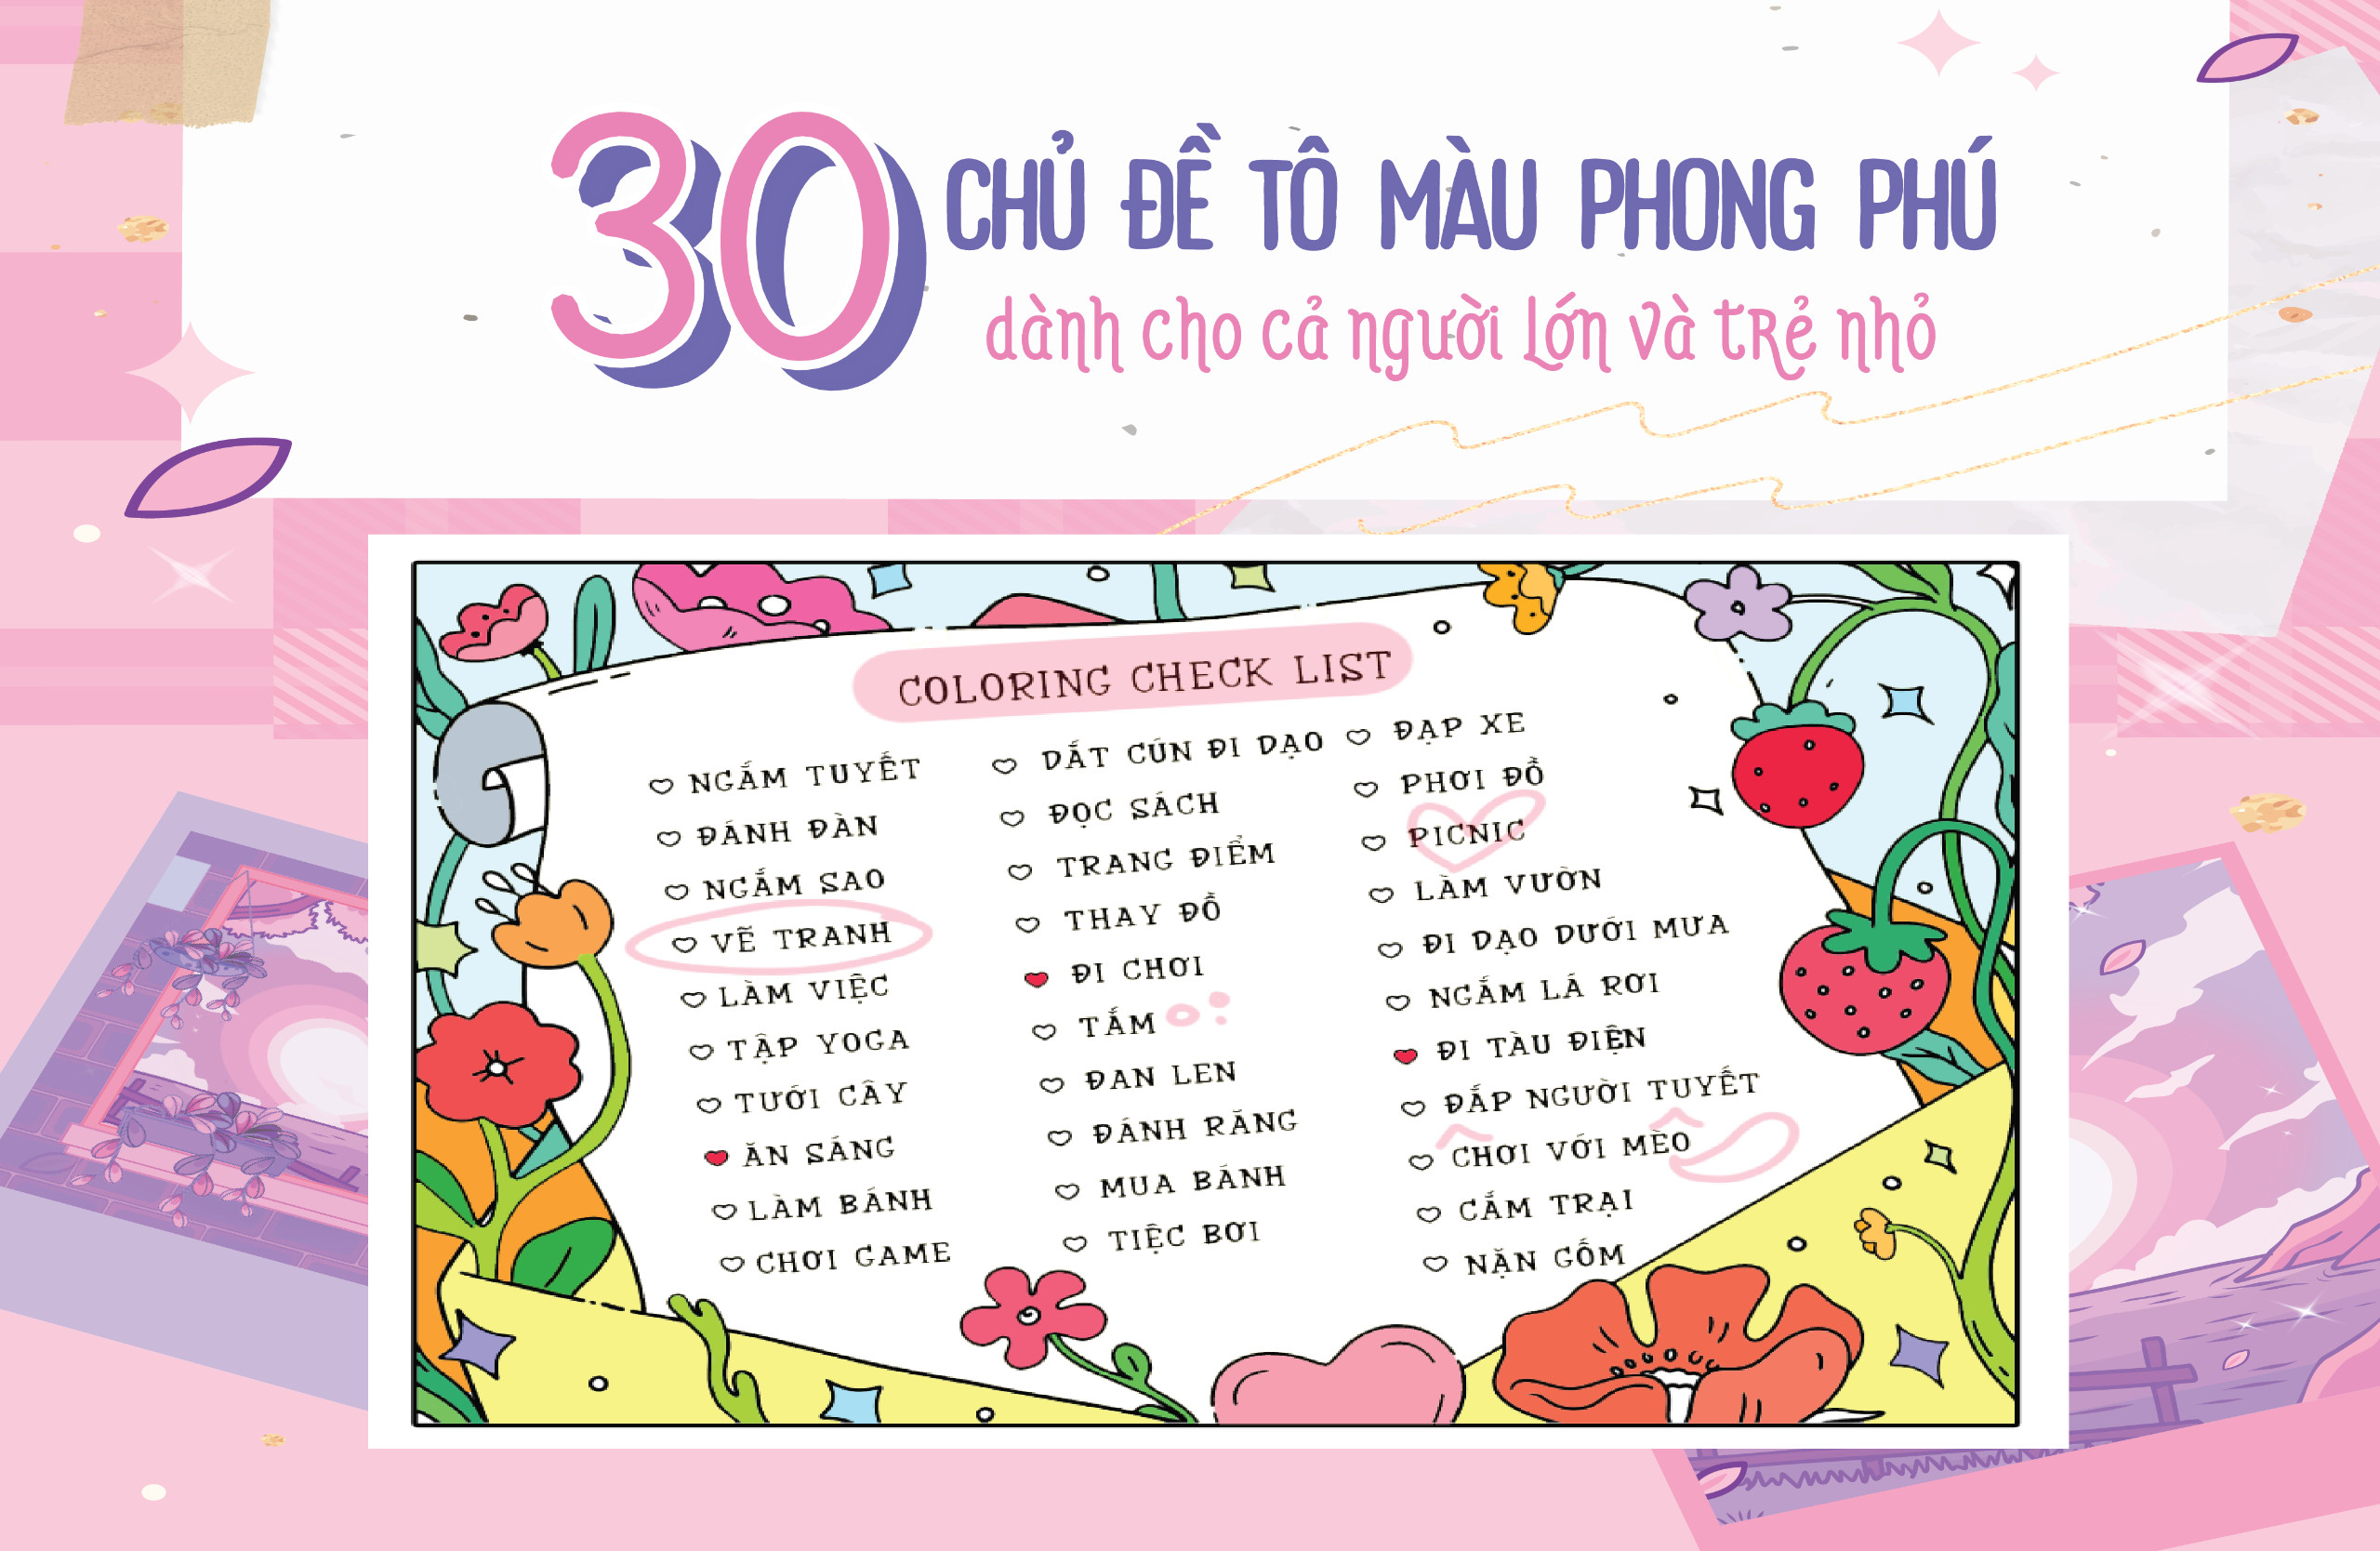 30 CHỦ ĐỀ TÔ MÀU PHONG PHÚ
dành cho cả người lớn và trẻ nhỏ
COLORING CHECK LIST
NGẮM TUYẾT
ĐÁNH ĐÀN
NGẮM SAO
VẼ TRANH
LÀM VIỆC
TẬP YOGA
TƯỚI CÂY
ĂN SÁNG
LÀM BÁNH
CHƠI GAME
DẮT CÚN ĐI DẠO
ĐỌC SÁCH
TRANG ĐIỂM
THAY ĐỒ
ĐI CHƠI
TẮM
ĐAN LEN
ĐÁNH RĂNG
MUA BÁNH
TIỆC BƠI
ĐẠP XE
PHƠI ĐỒ
PICNIC
LÀM VƯỜN
ĐI DẠO DƯỚI MƯA
NGẮM LÁ RƠI
ĐI TÀU ĐIỆN
ĐẮP NGƯỜI TUYẾT
CHƠI VỚI MÈO
CẮM TRẠI
NẶN GỐM